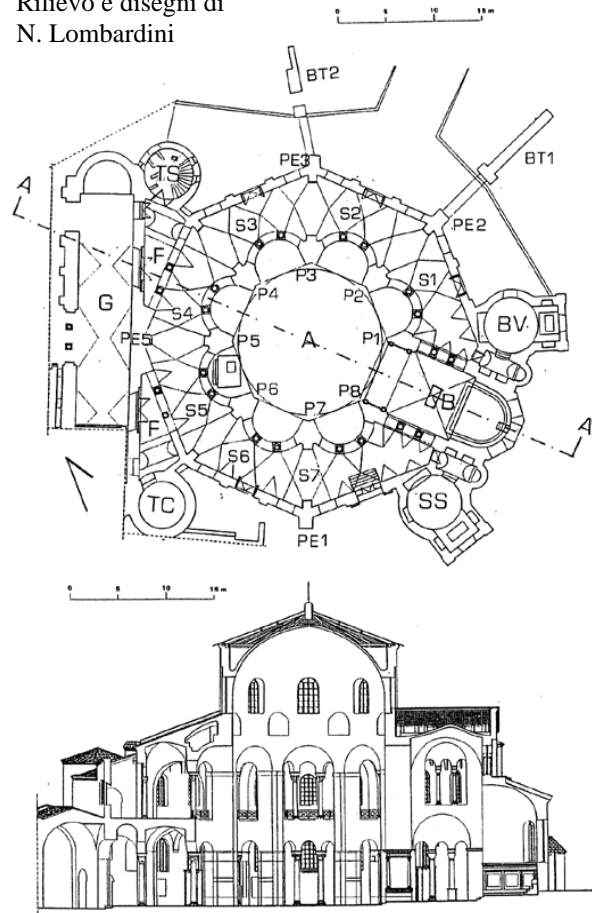 Rilievo e disegni di
N. Lombardini
0 5 10 15 m
BT2
BT1
TS
PE3
A
S3
S2
PE2
F
S1
P3
G
P4
P2
BV
S4
PE5
P5
A
P1
P6
P8
B
S5
P7
A
F
S6
S7
TC
SS
PE1
0 5 10 15 m